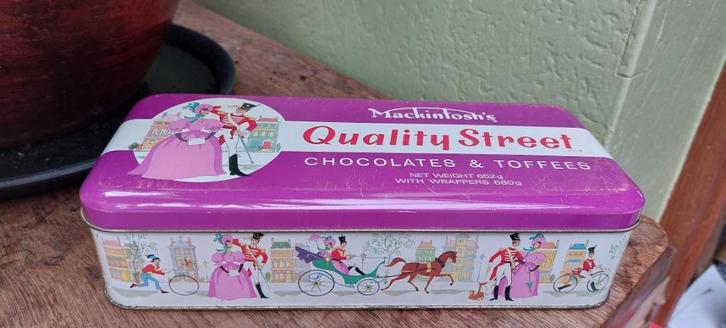 Mackintosh's
Quality Street
CHOCOLATES & TOFFEES
NET WEIGHT 652g
WITH WRAPPERS 680g